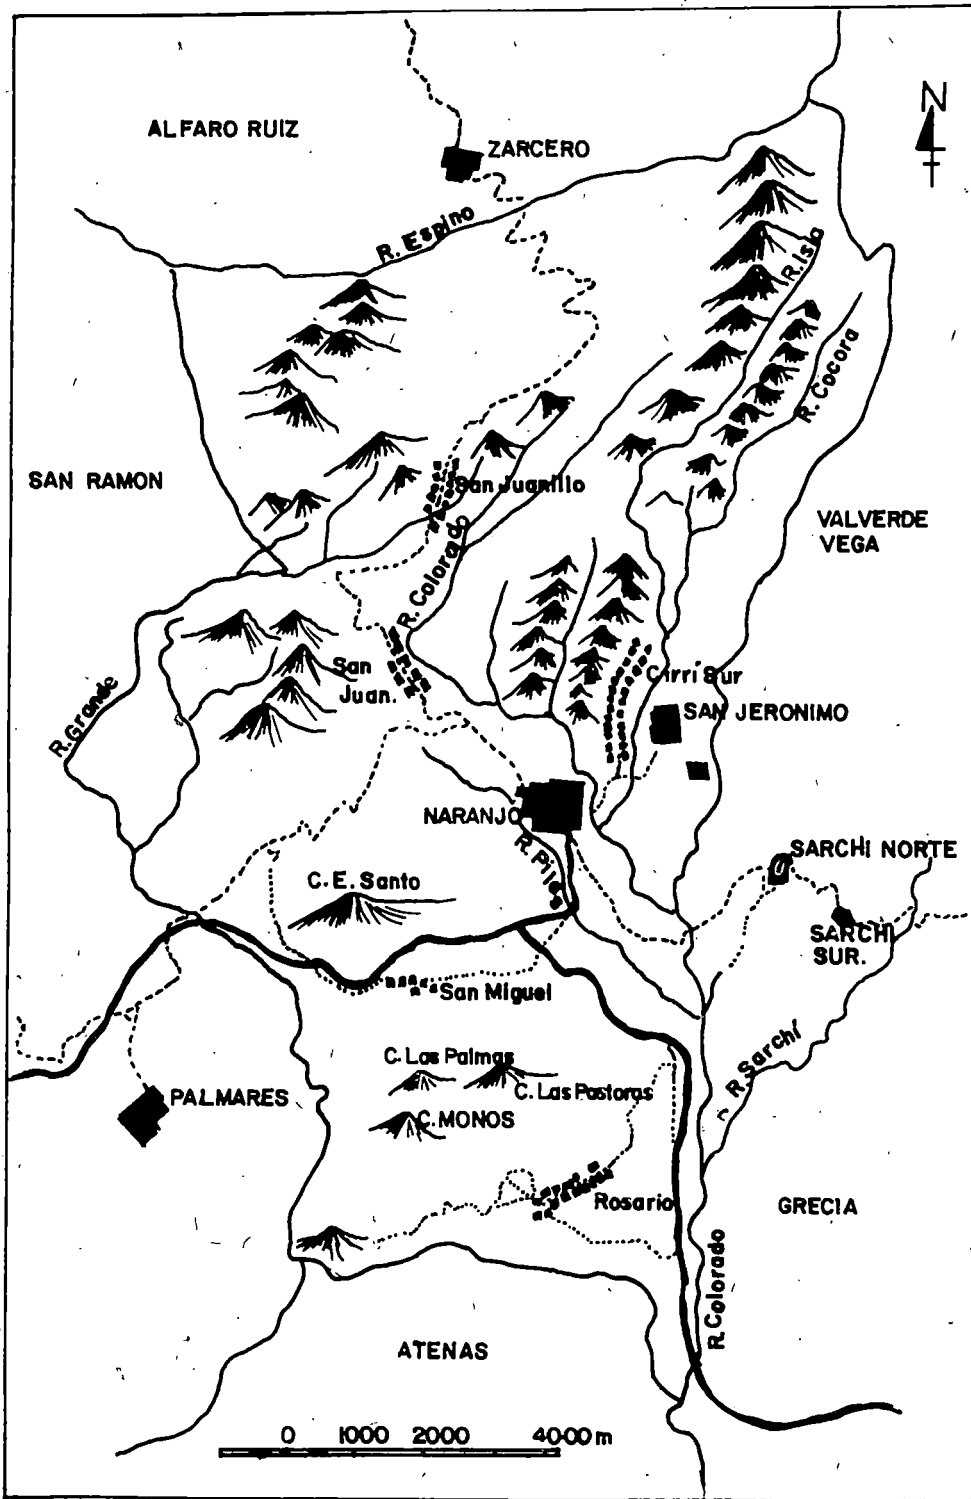 N
ALFARO RUIZ
ZARCERO
R. Espino
R. Isla
R. Cocora
SAN RAMON
San Juanillo
VALVERDE
VEGA
R. Colorado
San
Juan.
Cirrí Sur
R. Grande
SAN JERONIMO
NARANJO
R. Piles
SARCHI NORTE
C. E. Santo
SARCHI
SUR.
San Miguel
R. Sarchí
C. Las Palmas
C. Las Pastoras
PALMARES
C. MONOS
Rosario
GRECIA
R. Colorado
ATENAS
0 1000 2000 4000 m